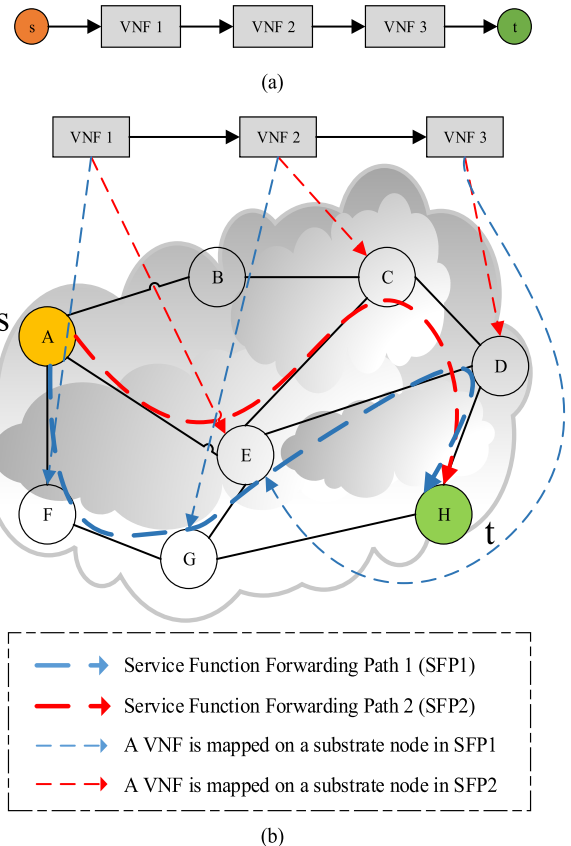 s VNF 1 VNF 2 VNF 3 t
(a)
VNF 1 VNF 2 VNF 3
B C
s A
D
E
F H
G t
Service Function Forwarding Path 1 (SFP1)
Service Function Forwarding Path 2 (SFP2)
A VNF is mapped on a substrate node in SFP1
A VNF is mapped on a substrate node in SFP2
(b)